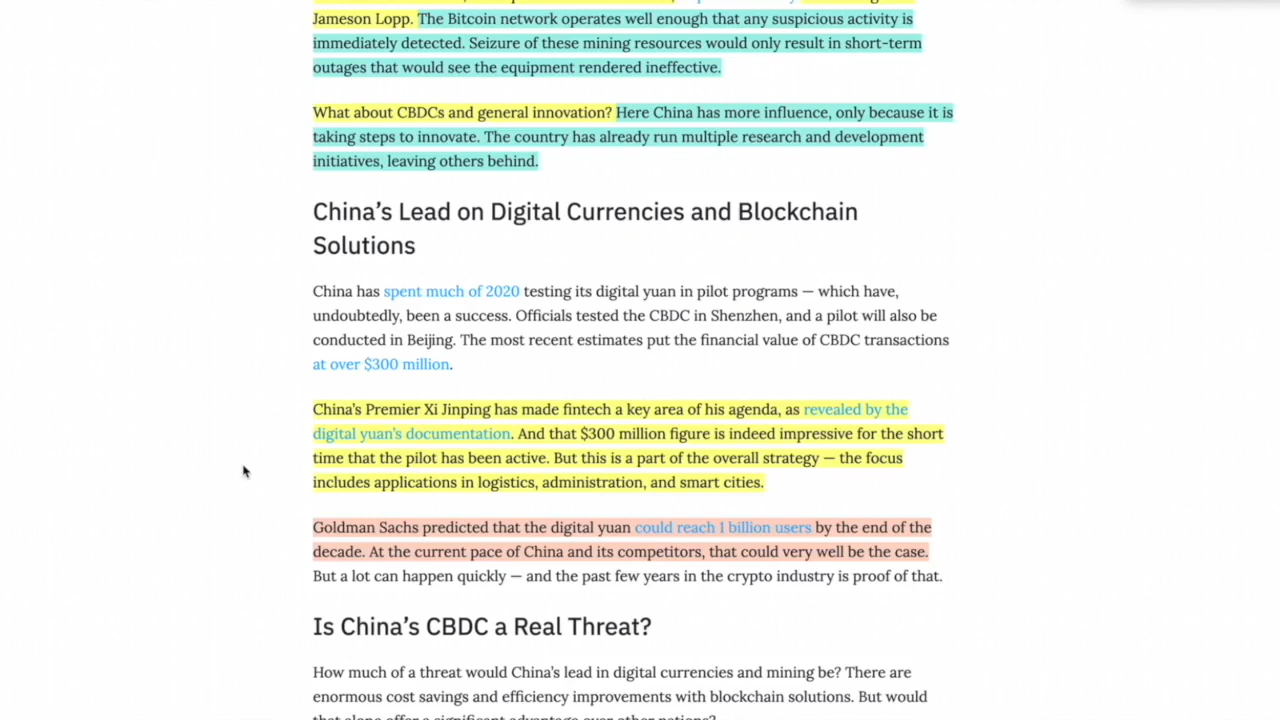 Jameson Lopp. The Bitcoin network operates well enough that any suspicious activity is
immediately detected. Seizure of these mining resources would only result in short-term
outages that would see the equipment rendered ineffective.
What about CBDCs and general innovation? Here China has more influence, only because it is
taking steps to innovate. The country has already run multiple research and development
initiatives, leaving others behind.
China’s Lead on Digital Currencies and Blockchain
Solutions
China has spent much of 2020 testing its digital yuan in pilot programs — which have,
undoubtedly, been a success. Officials tested the CBDC in Shenzhen, and a pilot will also be
conducted in Beijing. The most recent estimates put the financial value of CBDC transactions
at over $300 million.
China’s Premier Xi Jinping has made fintech a key area of his agenda, as revealed by the
digital yuan’s documentation. And that $300 million figure is indeed impressive for the short
time that the pilot has been active. But this is a part of the overall strategy — the focus
includes applications in logistics, administration, and smart cities.
Goldman Sachs predicted that the digital yuan could reach 1 billion users by the end of the
decade. At the current pace of China and its competitors, that could very well be the case.
But a lot can happen quickly — and the past few years in the crypto industry is proof of that.
Is China’s CBDC a Real Threat?
How much of a threat would China’s lead in digital currencies and mining be? There are
enormous cost savings and efficiency improvements with blockchain solutions. But would
that alone offer a significant advantage over other nations?